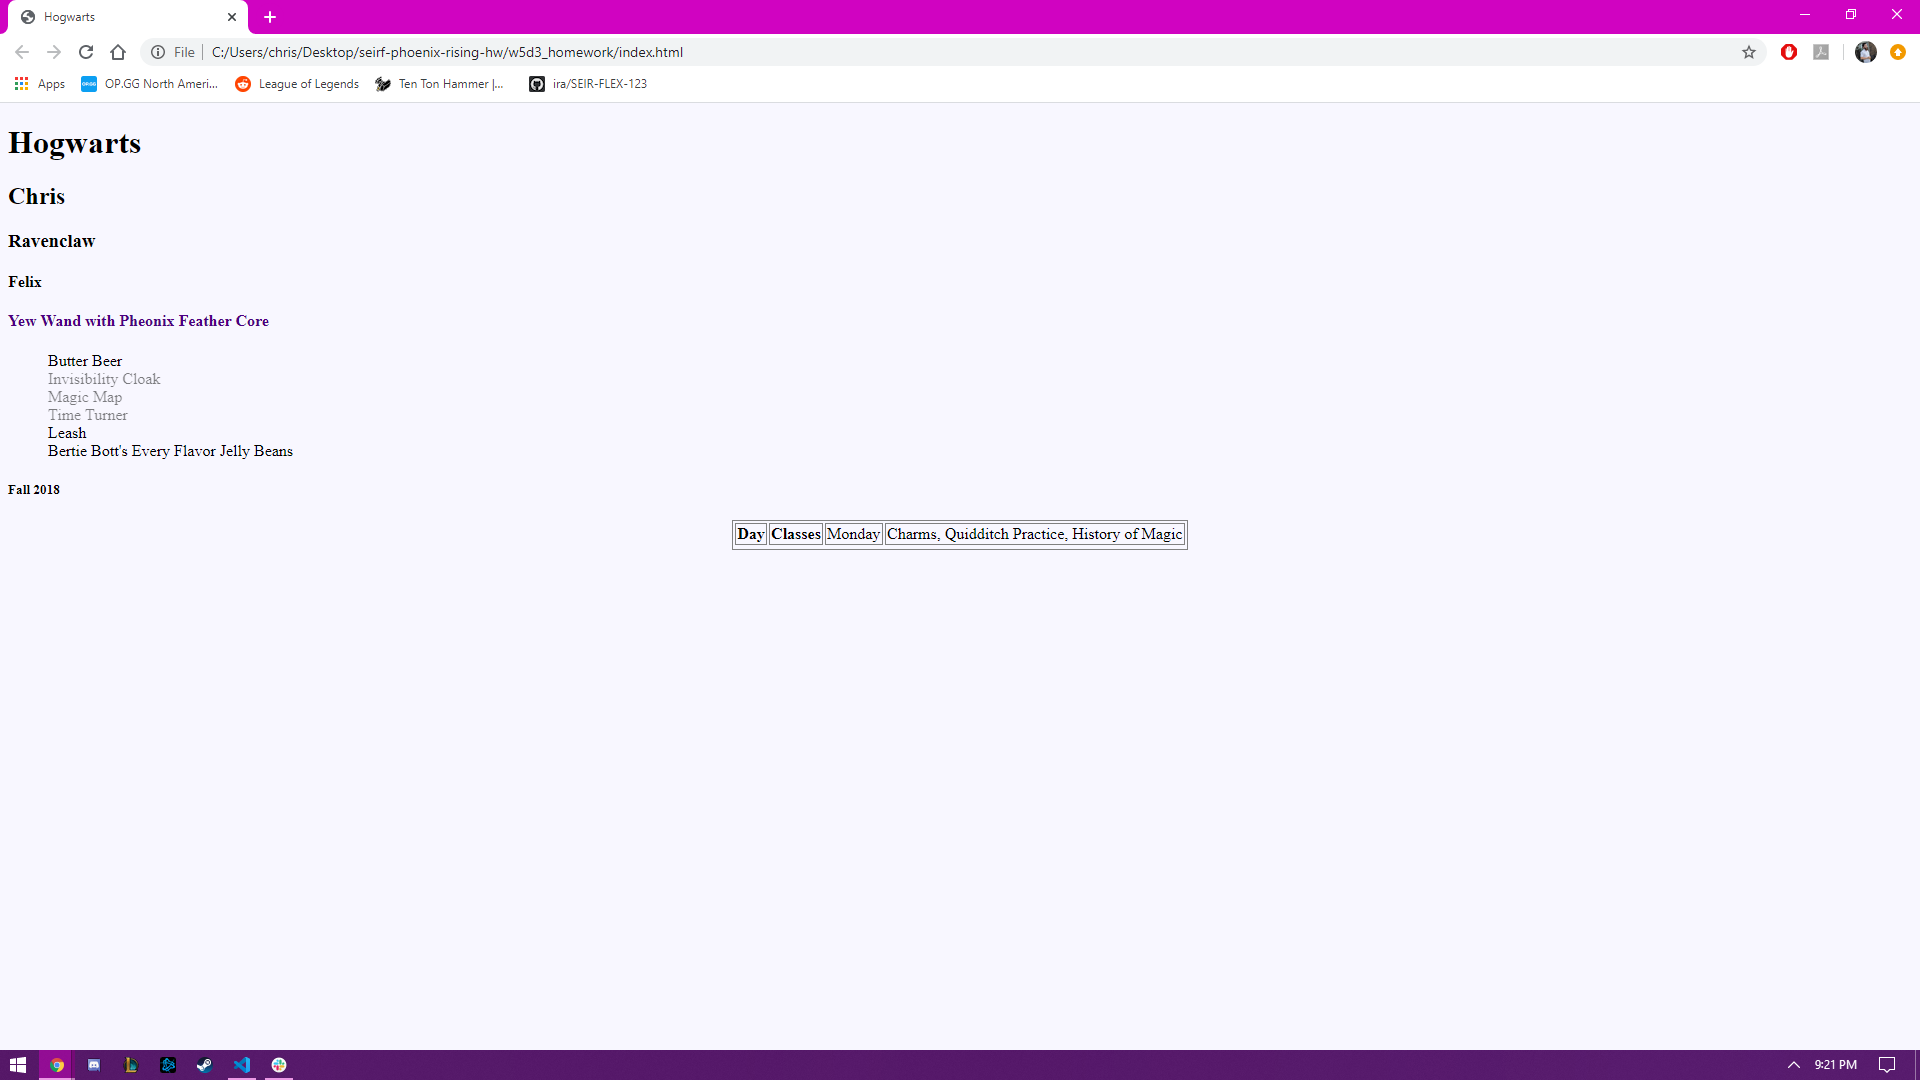 Hogwarts
File C:/Users/chris/Desktop/seirf-phoenix-rising-hw/w5d3_homework/index.html
Apps OP.GG North Ameri... League of Legends Ten Ton Hammer |... ira/SEIR-FLEX-123
Hogwarts
Chris
Ravenclaw
Felix
Yew Wand with Pheonix Feather Core
Butter Beer
Invisibility Cloak
Magic Map
Time Turner
Leash
Bertie Bott's Every Flavor Jelly Beans
Fall 2018
Day Classes Monday Charms, Quidditch Practice, History of Magic
9:21 PM